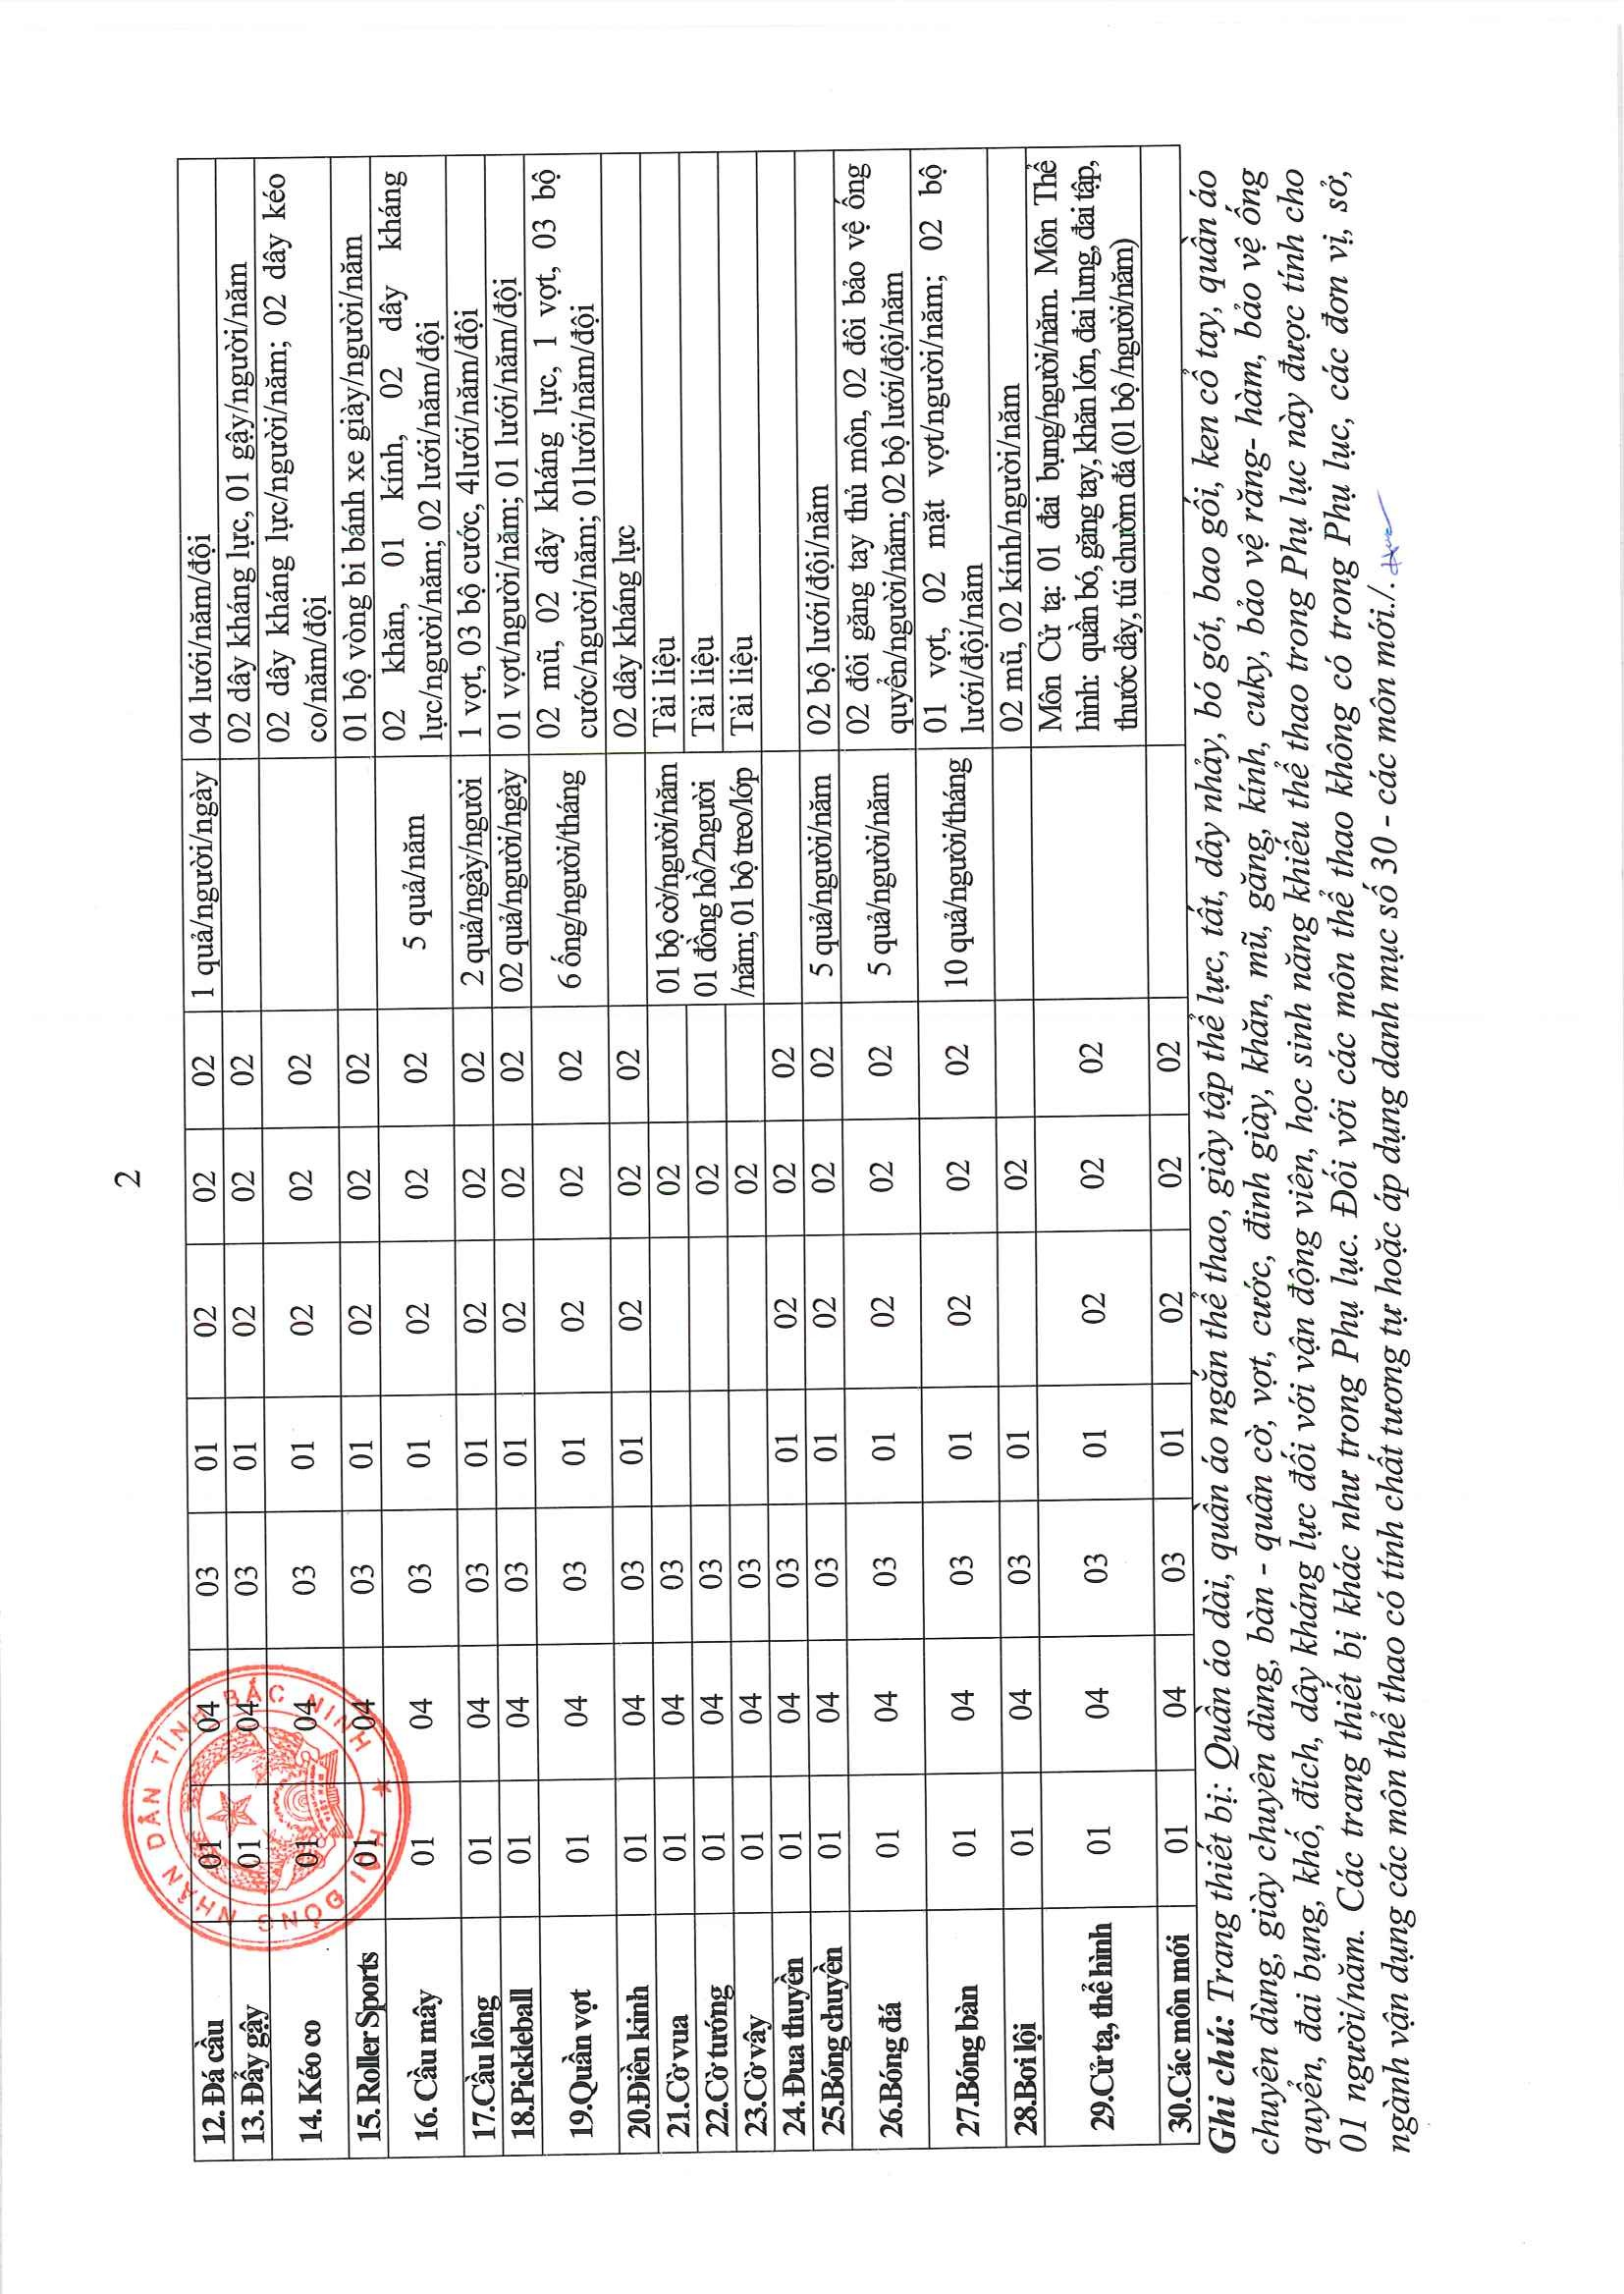 2
12. Đá cầu 01 04 03 01 02 02 02 1 quả/người/ngày 04 lưới/năm/đội
13. Đẩy gậy 01 04 03 01 02 02 02 02 dây kháng lực, 01 gậy/người/năm
14. Kéo co 01 04 03 01 02 02 02 02 dây kháng lực/người/năm; 02 dây kéo
co/năm/đội
15. Roller Sports 01 04 03 01 02 02 02 01 bộ vòng bi bánh xe giày/người/năm
16. Cầu mây 01 04 03 01 02 02 02 5 quả/năm 02 khăn, 01 kính, 02 dây kháng
lực/người/năm; 02 lưới/năm/đội
17.Cầu lông 01 04 03 01 02 02 02 2 quả/ngày/người 1 vợt, 03 bộ cước, 4lưới/năm/đội
18.Pickleball 01 04 03 01 02 02 02 02 quả/người/ngày 01 vợt/người/năm; 01 lưới/năm/đội
19.Quần vợt 01 04 03 01 02 02 02 6 ống/người/tháng 02 mũ, 02 dây kháng lực, 1 vợt, 03 bộ
cước/người/năm; 01lưới/năm/đội
20.Điền kinh 01 04 03 01 02 02 02 02 dây kháng lực
21.Cờ vua 01 04 03 02 01 bộ cờ/người/năm Tài liệu
22.Cờ tướng 01 04 03 02 01 đồng hồ/2người Tài liệu
23.Cờ vây 01 04 03 02 /năm; 01 bộ treo/lớp Tài liệu
24. Đua thuyền 01 04 03 01 02 02 02
25.Bóng chuyền 01 04 03 01 02 02 02 5 quả/người/năm 02 bộ lưới/đội/năm
26.Bóng đá 01 04 03 01 02 02 02 5 quả/người/năm 02 đôi găng tay thủ môn, 02 đôi bảo vệ ống
quyển/người/năm; 02 bộ lưới/đội/năm
27.Bóng bàn 01 04 03 01 02 02 02 10 quả/người/tháng 01 vợt, 02 mặt vợt/người/năm; 02 bộ
lưới/đội/năm
28.Bơi lội 01 04 03 01 02 02 mũ, 02 kính/người/năm
29.Cử tạ, thể hình 01 04 03 01 02 02 02 Môn Cử tạ: 01 đai bụng/người/năm. Môn Thể
hình: quần bó, găng tay, khăn lớn, đai lưng, đai tập,
thước dây, túi chườm đá (01 bộ/người/năm)
30.Các môn mới 01 04 03 01 02 02 02
Ghi chú: Trang thiết bị: Quần áo dài, quần áo ngắn thể thao, giày tập thể lực, tất, dây nhảy, bó gót, bao gối, ken cổ tay, quần áo
chuyên dùng, giày chuyên dùng, bàn - quân cờ, vợt, cước, đinh giày, khăn, mũ, găng, kính, cuky, bảo vệ răng- hàm, bảo vệ ống
quyển, đai bụng, khố, đích, dây kháng lực đối với vận động viên, học sinh năng khiếu thể thao trong Phụ lục này được tính cho
01 người/năm. Các trang thiết bị khác như trong Phụ lục. Đối với các môn thể thao không có trong Phụ lục, các đơn vị, sở,
ngành vận dụng các môn thể thao có tính chất tương tự hoặc áp dụng danh mục số 30 - các môn mới./.
HỘI ĐỒNG NHÂN DÂN TỈNH BẮC NINH